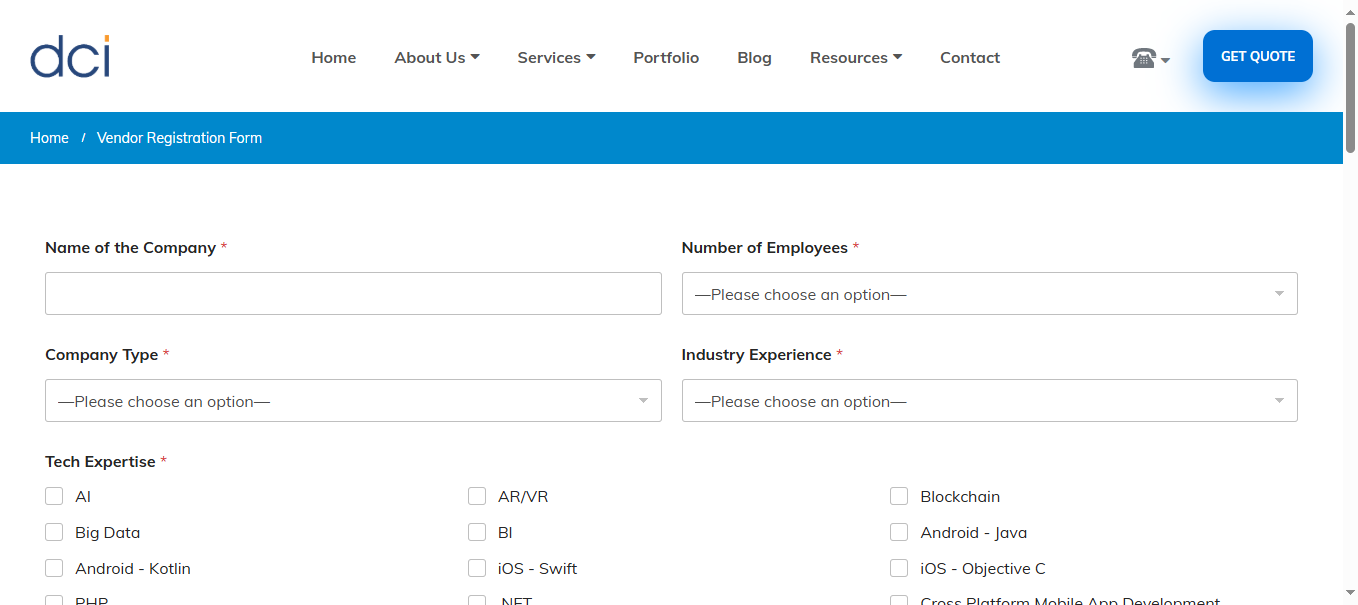 dci
Home About Us Services Portfolio Blog Resources Contact GET QUOTE
Home / Vendor Registration Form
Name of the Company * Number of Employees *
—Please choose an option—
Company Type * Industry Experience *
—Please choose an option— —Please choose an option—
Tech Expertise *
AI AR/VR Blockchain
Big Data BI Android - Java
Android - Kotlin iOS - Swift iOS - Objective C
PHP .NET Cross Platform Mobile App Development